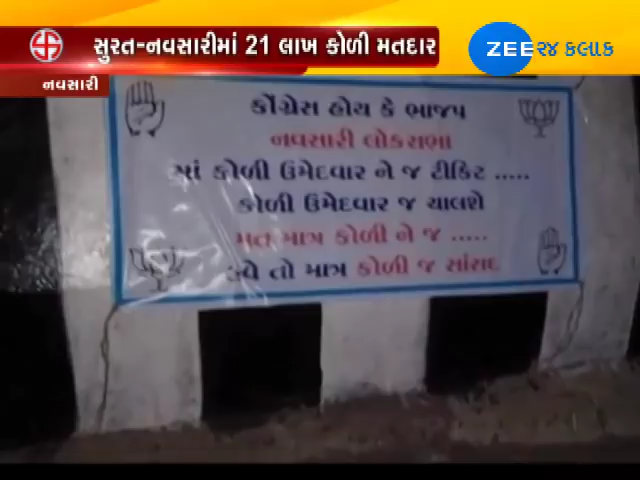 સુરત-નવસારીમાં 21 લાખ કોળી મતદાર
ZEE ૨૪ કલાક
નવસારી
કોંગ્રેસ હોય કે ભાજપ
નવસારી લોકસભા
માં કોળી ઉમેદવાર ને જ ટીકિટ .....
કોળી ઉમેદવાર જ ચાલશે
મત માત્ર કોળી ને જ .....
હવે તો માત્ર કોળી જ સાંસદ